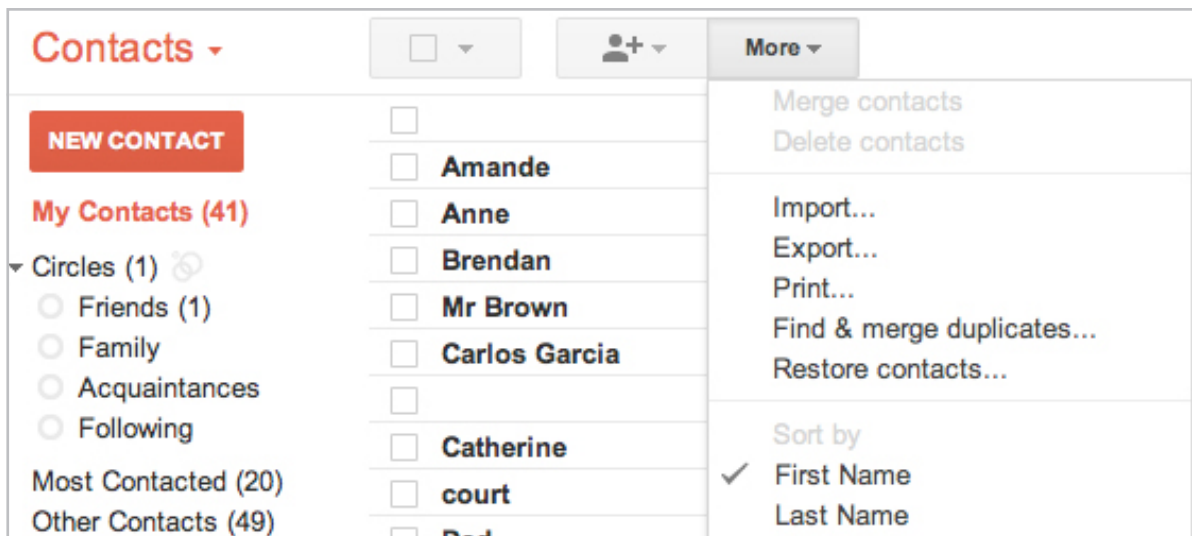 Contacts
More
NEW CONTACT
My Contacts (41)
Circles (1)
Friends (1)
Family
Acquaintances
Following
Most Contacted (20)
Other Contacts (49)
Amande
Anne
Brendan
Mr Brown
Carlos Garcia
Catherine
court
Merge contacts
Delete contacts
Import...
Export...
Print...
Find & merge duplicates...
Restore contacts...
Sort by
First Name
Last Name